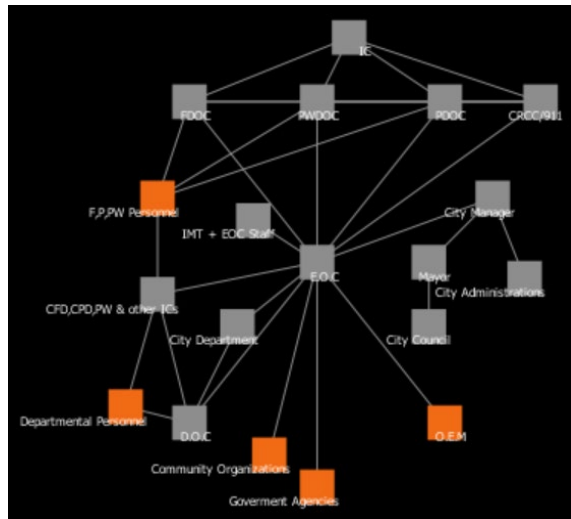 IC
FDOC
PWDOC
PDOC
CRCC/911
F,P,PW Personnel
City Manager
IMT + EOC Staff
E.O.C
Mayor
City Administrations
CFD,CPD,PW & other ICs
City Department
City Council
Departmental Personnel
D.O.C
O.E.M
Community Organizations
Goverment Agencies